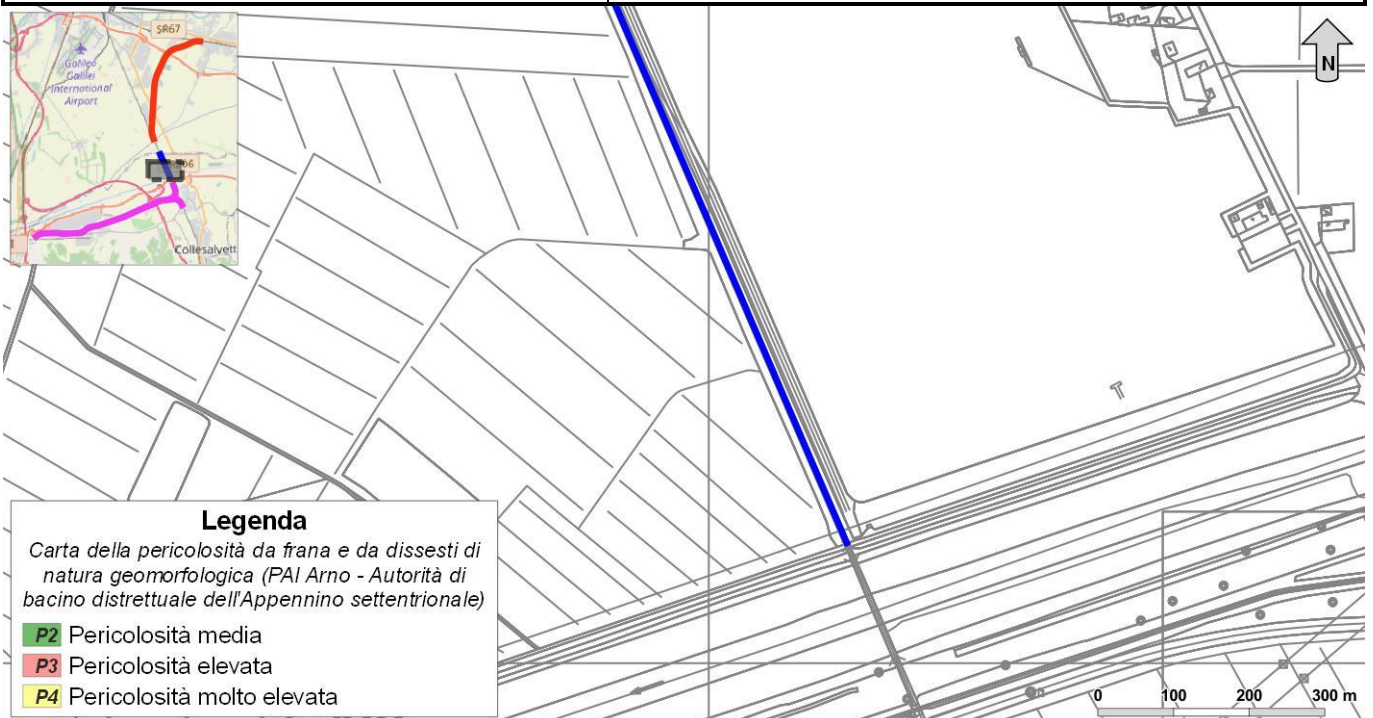 SR67
Galileo
Galilei
International
Airport
Collesalvett
N
Legenda
Carta della pericolosità da frana e da dissesti di
natura geomorfologica (PAI Arno - Autorità di
bacino distrettuale dell'Appennino settentrionale)
P2 Pericolosità media
P3 Pericolosità elevata
P4 Pericolosità molto elevata
0 100 200 300 m